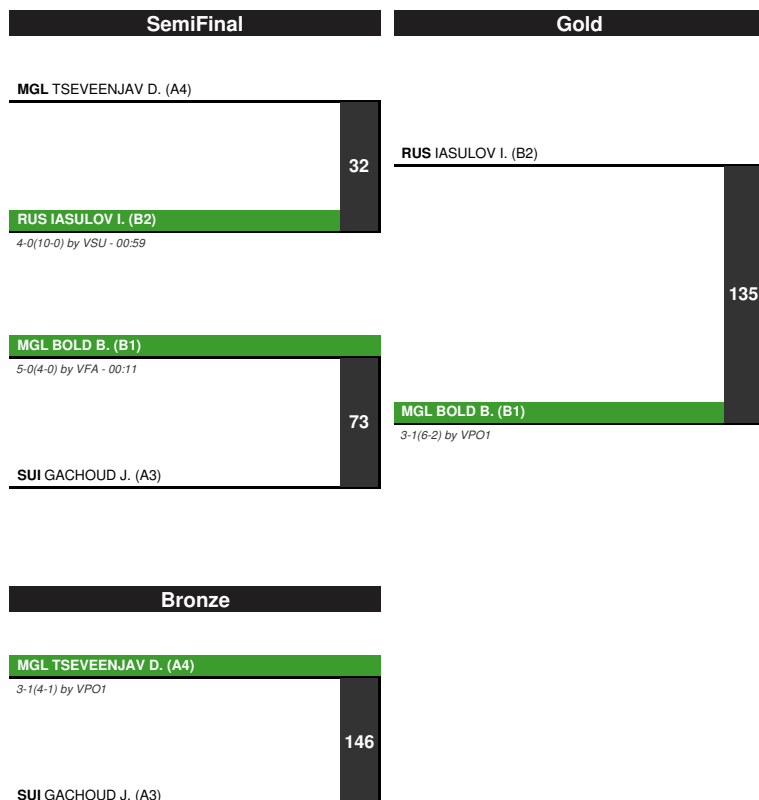 SemiFinal
MGL TSEVEENJAV D. (A4)
32
RUS IASULOV I. (B2)
4-0(10-0) by VSU - 00:59
MGL BOLD B. (B1)
5-0(4-0) by VFA - 00:11
73
SUI GACHOUD J. (A3)
Gold
RUS IASULOV I. (B2)
135
MGL BOLD B. (B1)
3-1(6-2) by VPO1
Bronze
MGL TSEVEENJAV D. (A4)
3-1(4-1) by VPO1
146
SUI GACHOUD J. (A3)